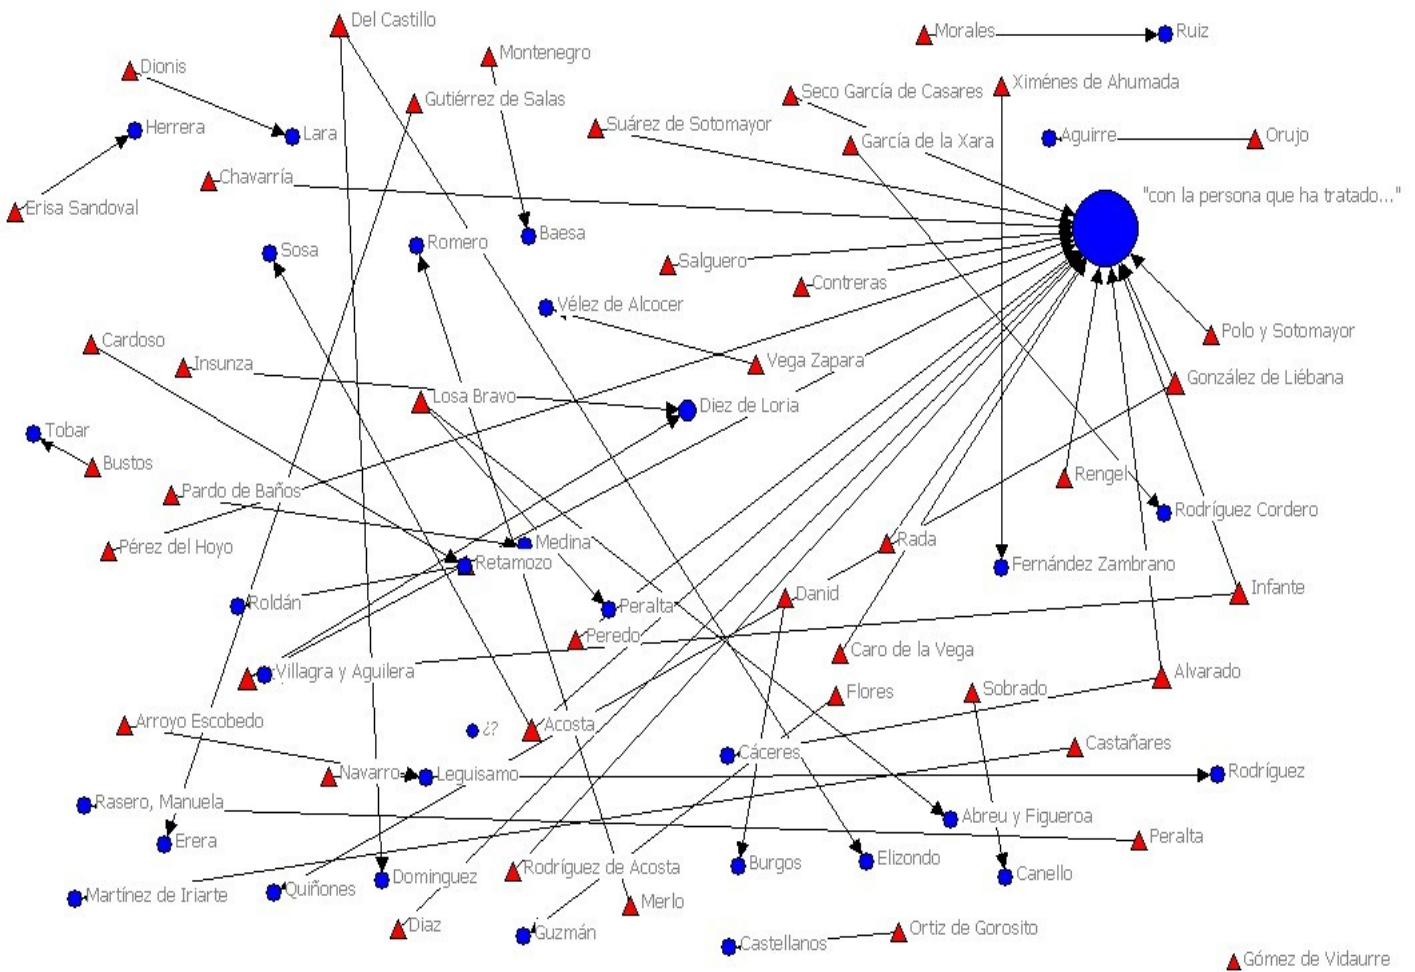 Del Castillo
Morales
Ruiz
Montenegro
Dionis
Ximénes de Ahumada
Seco García de Casares
Gutiérrez de Salas
Suárez de Sotomayor
Herrera
Lara
García de la Xara
Aguirre
Orujo
Chavarría
"con la persona que ha tratado..."
Erisa Sandoval
Baesa
Romero
Sosa
Salguero
Contreras
Vélez de Alcocer
Polo y Sotomayor
Cardoso
Insunza
Vega Zapara
González de Liébana
Losa Bravo
Diez de Loria
Tobar
Bustos
Rengel
Pardo de Baños
Rodríguez Cordero
Rada
Medina
Pérez del Hoyo
Retamozo
Fernández Zambrano
Infante
Danid
Roldán
Peralta
Peredo
Caro de la Vega
Villagra y Aguilera
Alvarado
Flores
Sobrado
Arroyo Escobedo
¿?
Acosta
Castañares
Cáceres
Navarro
Leguisamo
Rodríguez
Rasero, Manuela
Abreu y Figueroa
Peralta
Erera
Elizondo
Burgos
Rodríguez de Acosta
Canello
Dominguez
Quiñones
Martínez de Iriarte
Merlo
Diaz
Ortiz de Gorosito
Guzmán
Castellanos
Gómez de Vidaurre